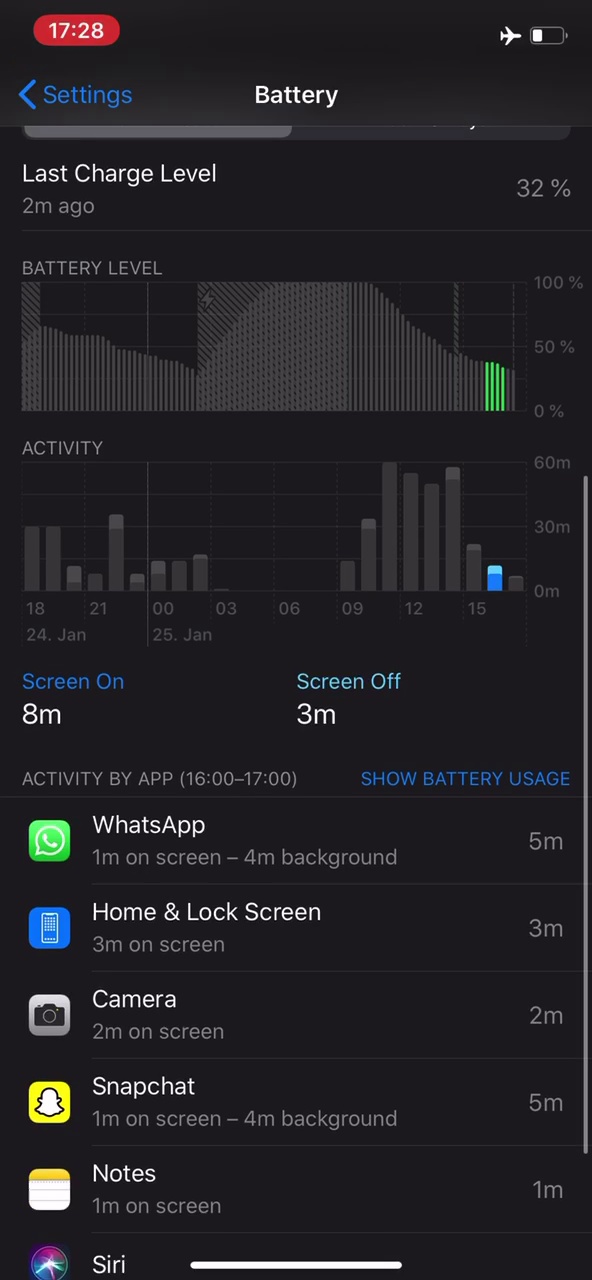 17:28
Settings
Battery
Last Charge Level
32 %
2m ago
BATTERY LEVEL
100 %
50 %
0 %
ACTIVITY
60m
30m
0m
18 21 00 03 06 09 12 15
24. Jan 25. Jan
Screen On Screen Off
8m 3m
ACTIVITY BY APP (16:00–17:00) SHOW BATTERY USAGE
WhatsApp
5m
1m on screen – 4m background
Home & Lock Screen
3m
3m on screen
Camera
2m
2m on screen
Snapchat
5m
1m on screen – 4m background
Notes
1m
1m on screen
Siri